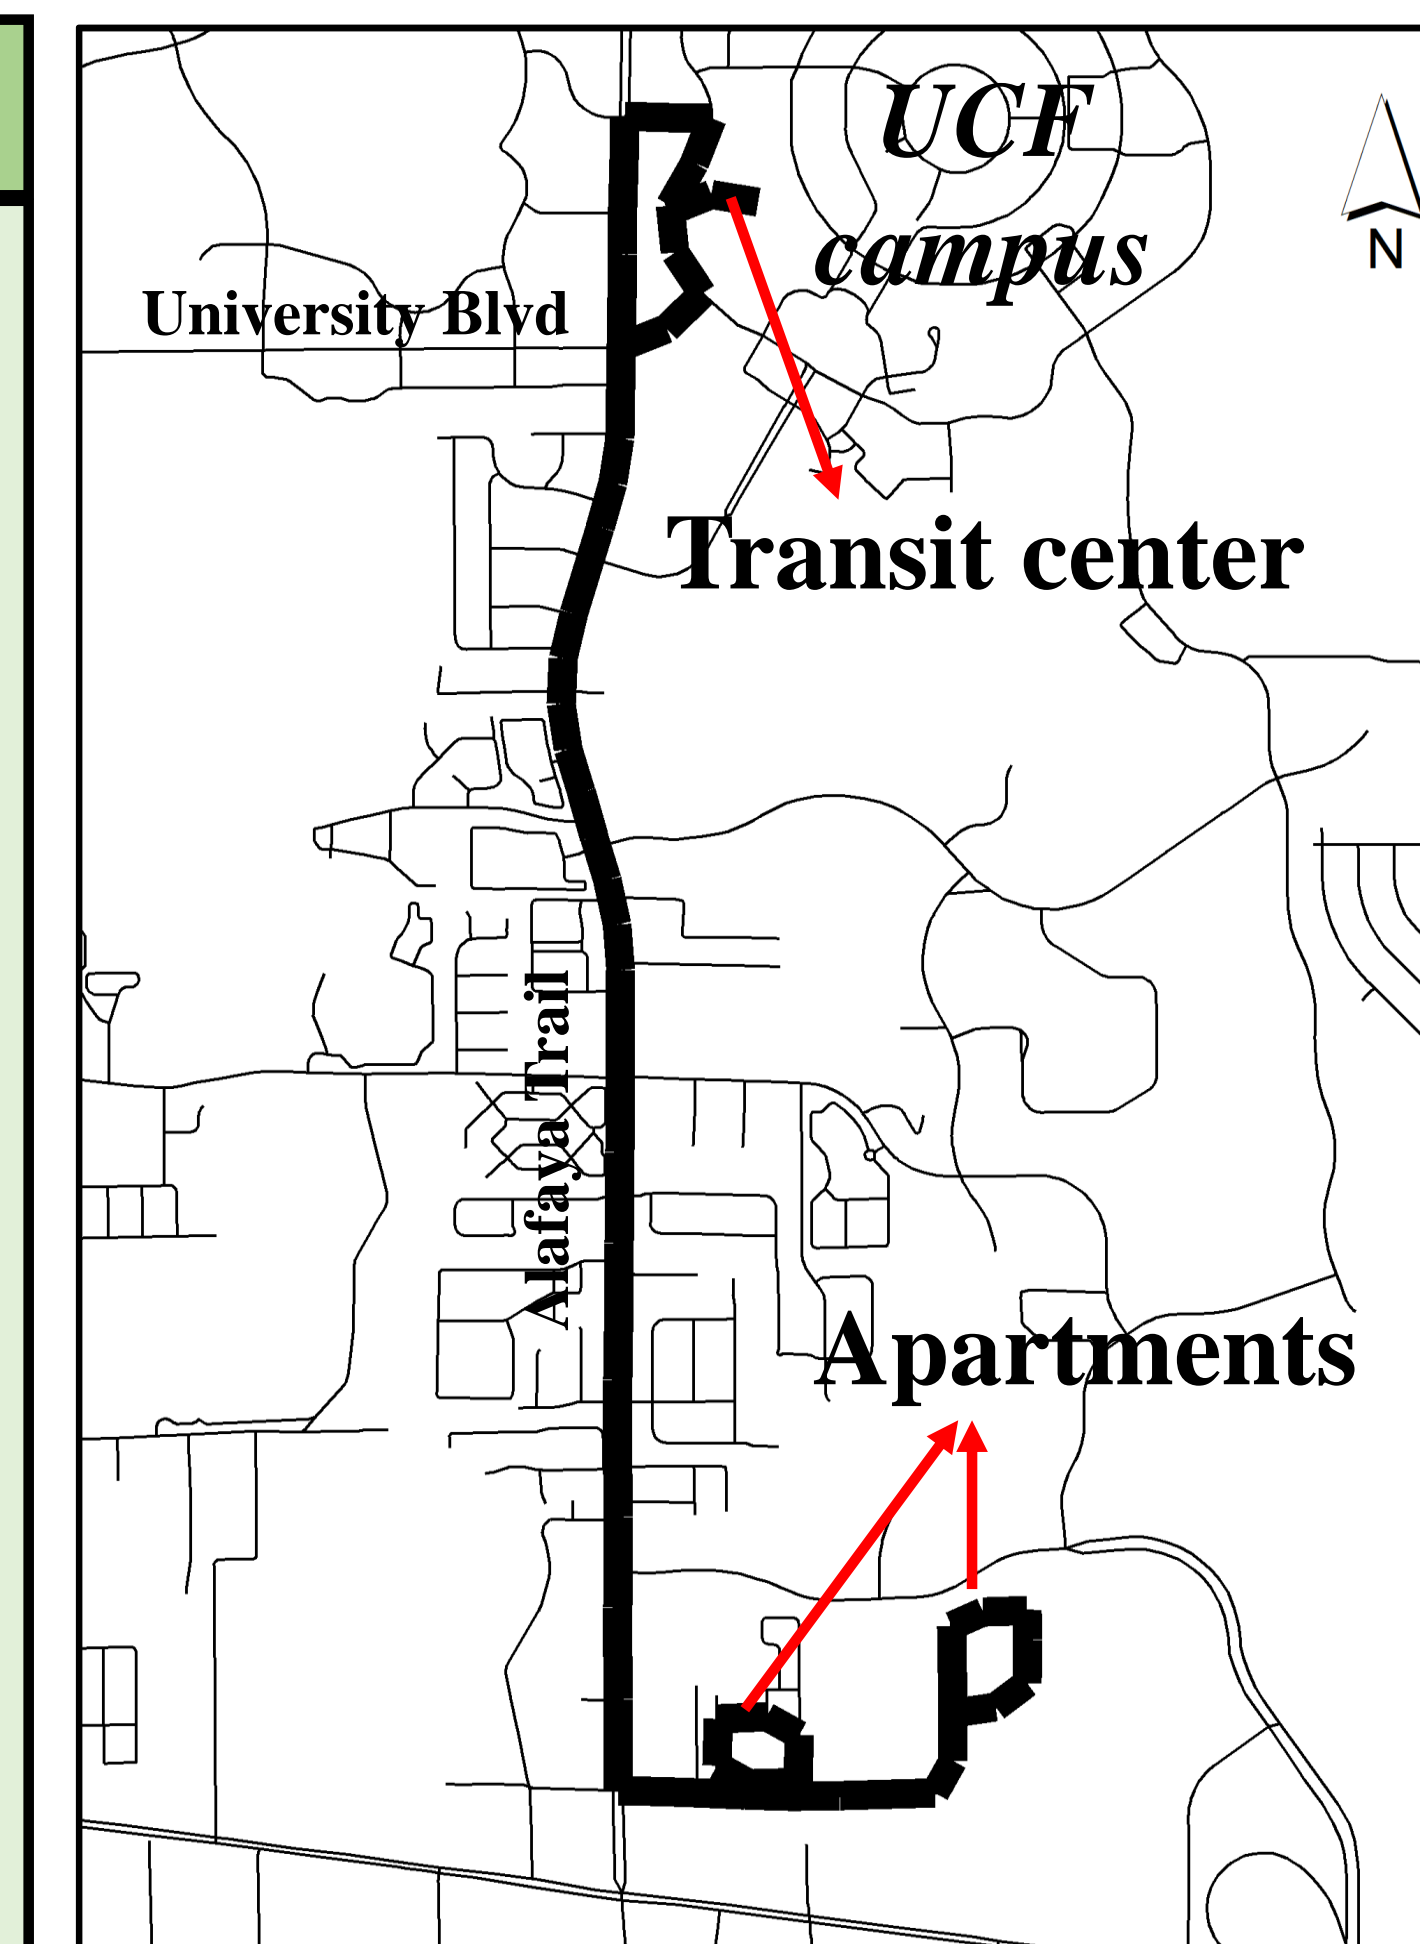 UCF
campus
N
University Blvd
Transit center
Alafaya Trail
Apartments